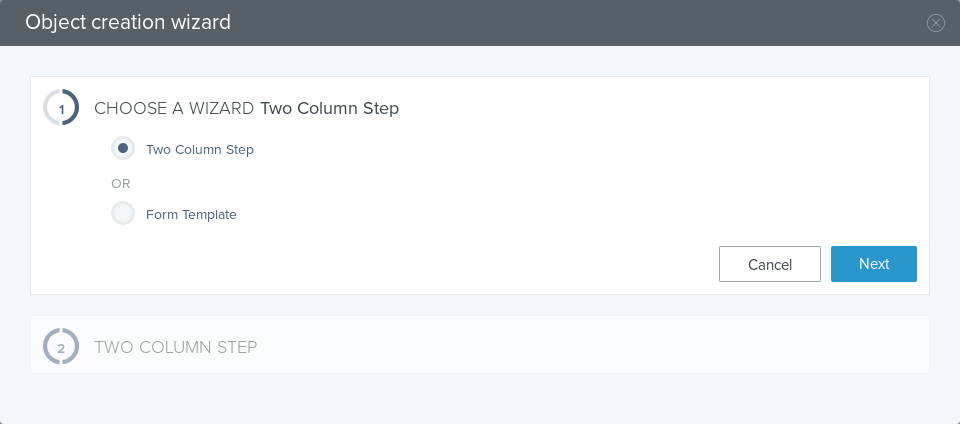 Object creation wizard
1
CHOOSE A WIZARD Two Column Step
Two Column Step
OR
Form Template
Cancel
Next
2
TWO COLUMN STEP